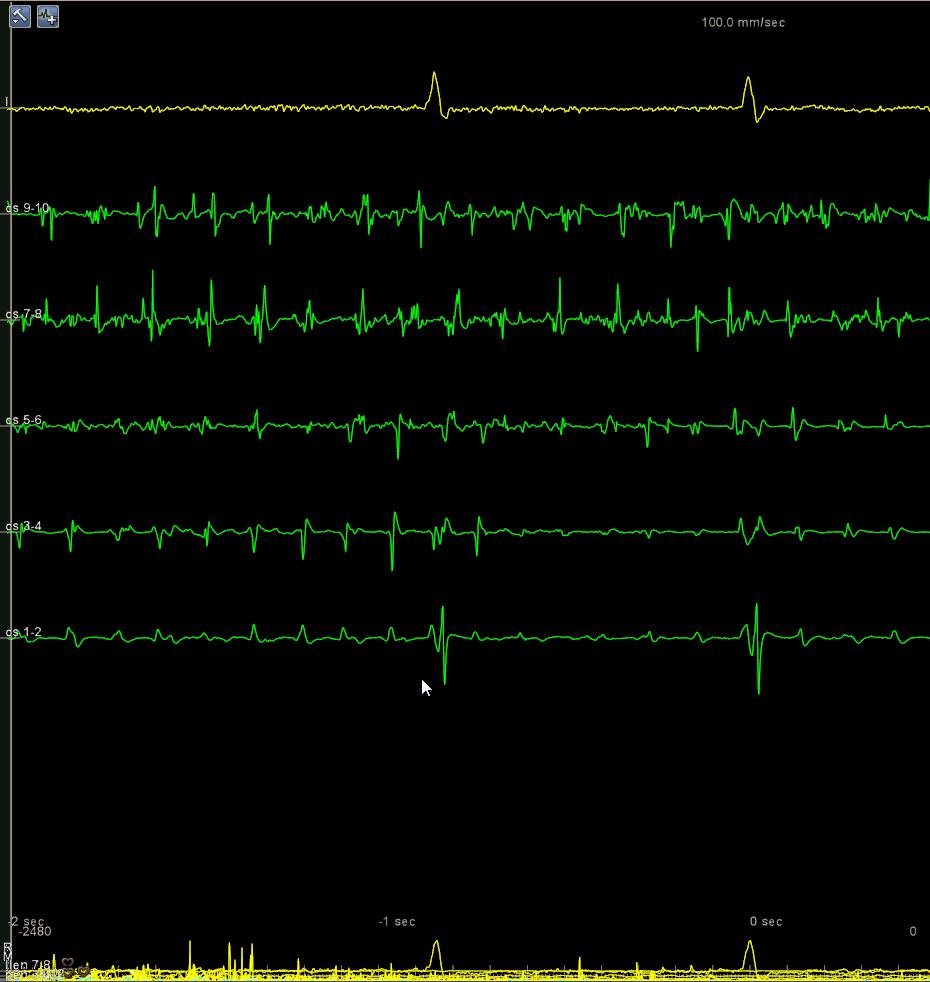 100.0 mm/sec
I
cs 9-10
cs 7-8
cs 5-6
cs 3-4
cs 1-2
-2 sec
-1 sec
0 sec
-2480
0